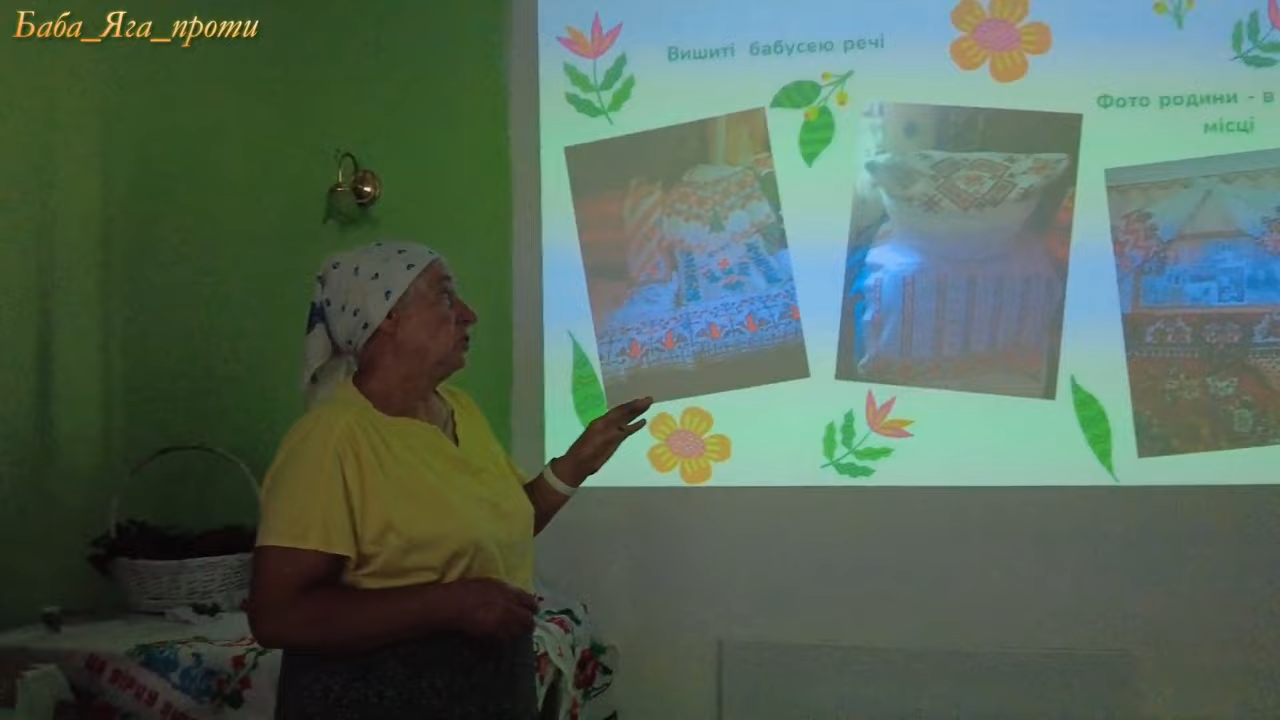 Баба_Яга_проти
Вишиті бабусею речі
Фото родини - в
місці